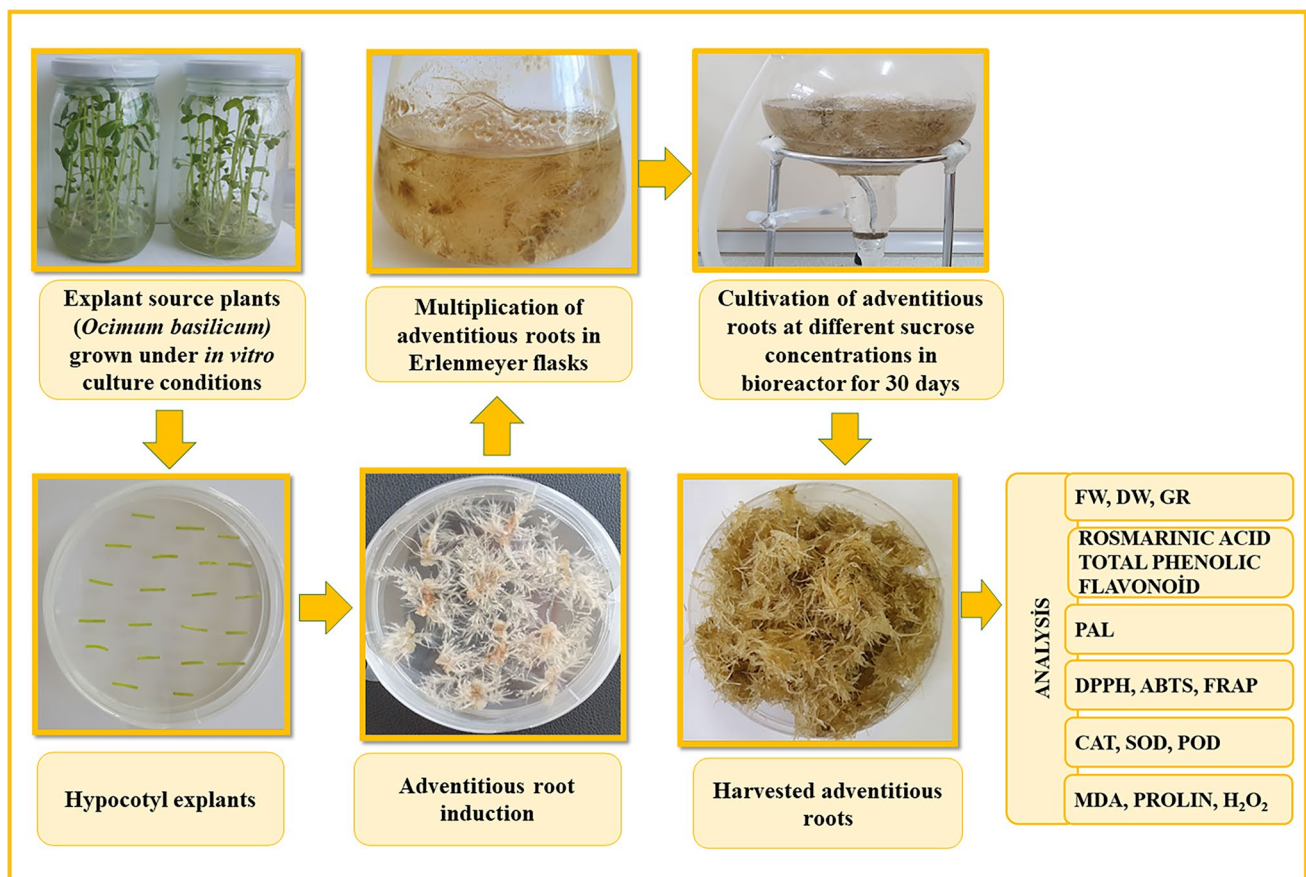 Explant source plants
(Ocimum basilicum)
grown under in vitro
culture conditions
Multiplication of
adventitious roots in
Erlenmeyer flasks
Cultivation of adventitious
roots at different sucrose
concentrations in
bioreactor for 30 days
Hypocotyl explants
Adventitious root
induction
Harvested adventitious
roots
ANALYSİS
FW, DW, GR
ROSMARINIC ACID
TOTAL PHENOLIC
FLAVONOİD
PAL
DPPH, ABTS, FRAP
CAT, SOD, POD
MDA, PROLIN, H₂O₂